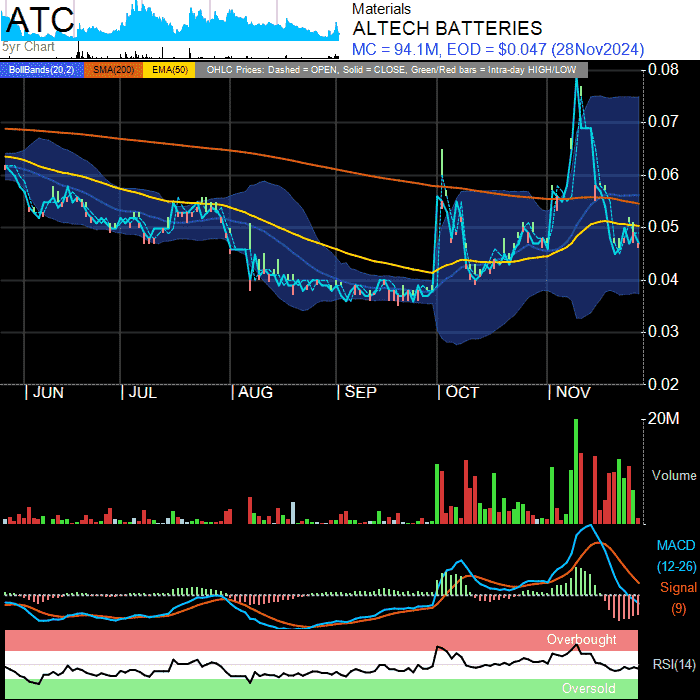 ATC
5yr Chart
Materials
ALTECH BATTERIES
MC = 94.1M, EOD = $0.047 (28Nov2024)
BollBands(20,2) SMA(200) EMA(50) OHLC Prices: Dashed = OPEN, Solid = CLOSE, Green/Red bars = Intra-day HIGH/LOW
0.08
0.07
0.06
0.05
0.04
0.03
0.02
JUN JUL AUG SEP OCT NOV
20M
Volume
MACD
(12-26)
Signal
(9)
Overbought
RSI(14)
Oversold